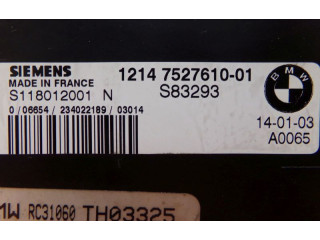 SIEMENS 1214 7527610-01 BMW
MADE IN FRANCE
S118012001 N S83293
0 / 06654 / 234022189 / 03014 14-01-03
A0065
MW RC31060 TH03325